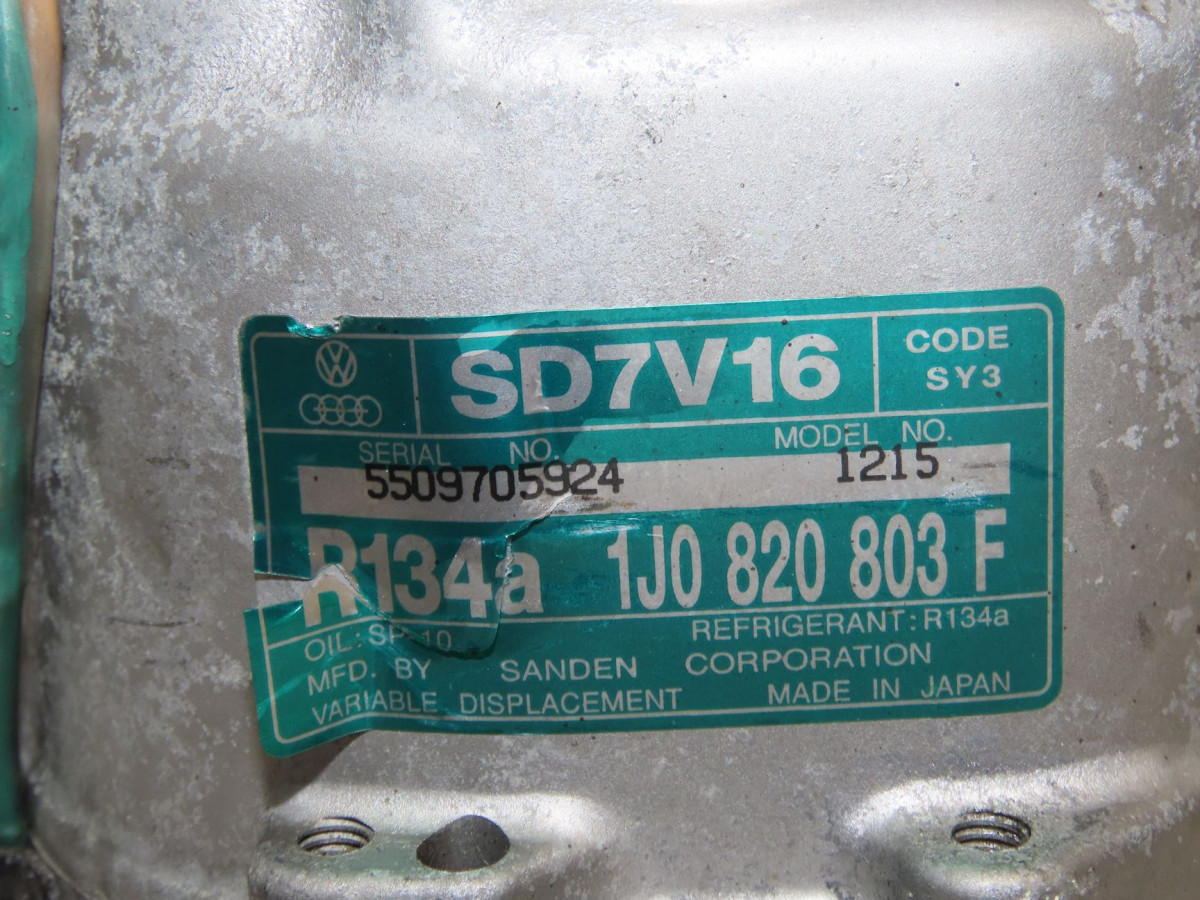 SD7V16
CODE
SY3
SERIAL NO.
MODEL NO.
5509705924
1215
R134a 1J0 820 803 F
OIL: SP-10
REFRIGERANT: R134a
MFD. BY SANDEN CORPORATION
VARIABLE DISPLACEMENT MADE IN JAPAN